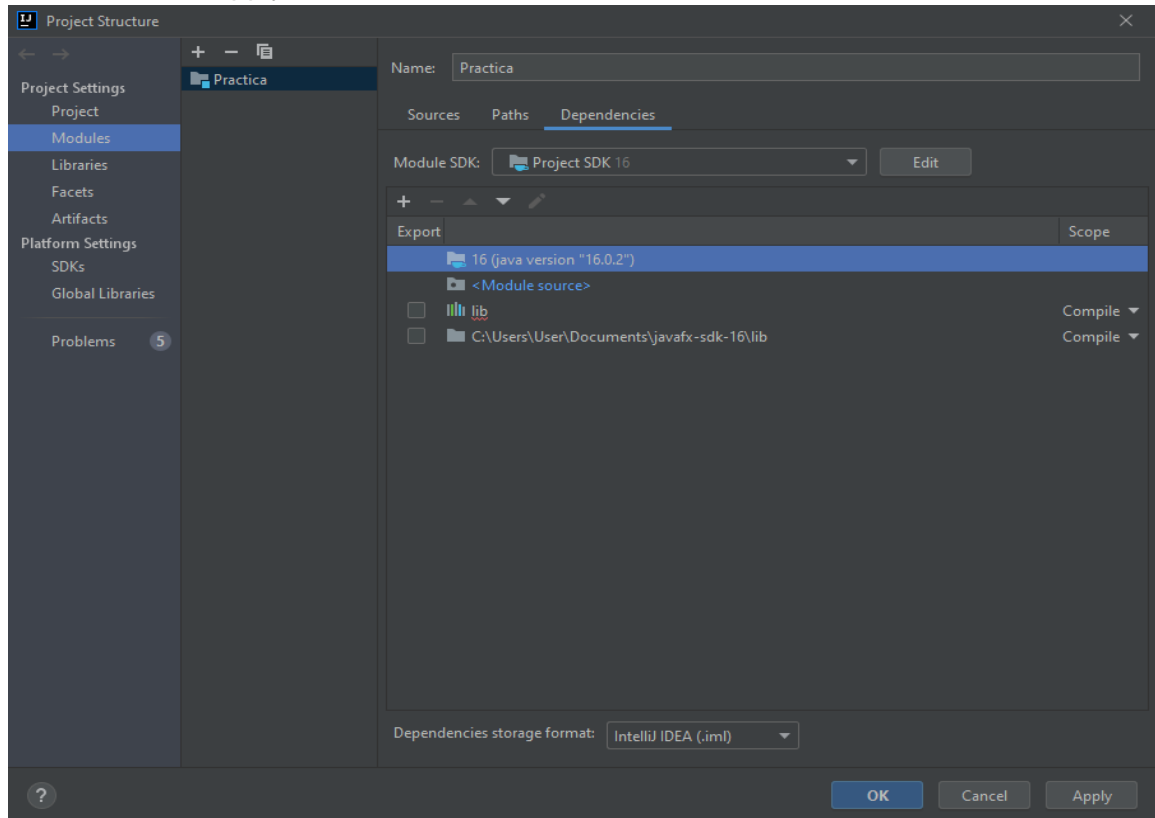 Project Structure
Project Settings
Project
Modules
Libraries
Facets
Artifacts
Platform Settings
SDKs
Global Libraries
Problems 5
Practica
Name: Practica
Sources Paths Dependencies
Module SDK: Project SDK 16 Edit
Export Scope
16 (java version "16.0.2")
<Module source>
lib Compile
C:\Users\User\Documents\javafx-sdk-16\lib Compile
Dependencies storage format: IntelliJ IDEA (.iml)
? OK Cancel Apply